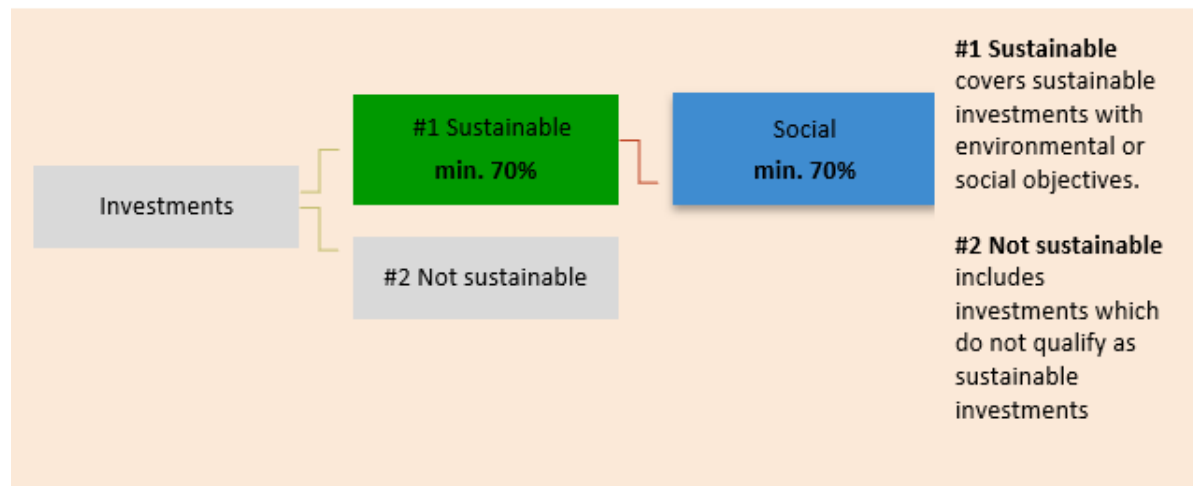 Investments
#1 Sustainable
min. 70%
#2 Not sustainable
Social
min. 70%
#1 Sustainable
covers sustainable
investments with
environmental or
social objectives.
#2 Not sustainable
includes
investments which
do not qualify as
sustainable
investments